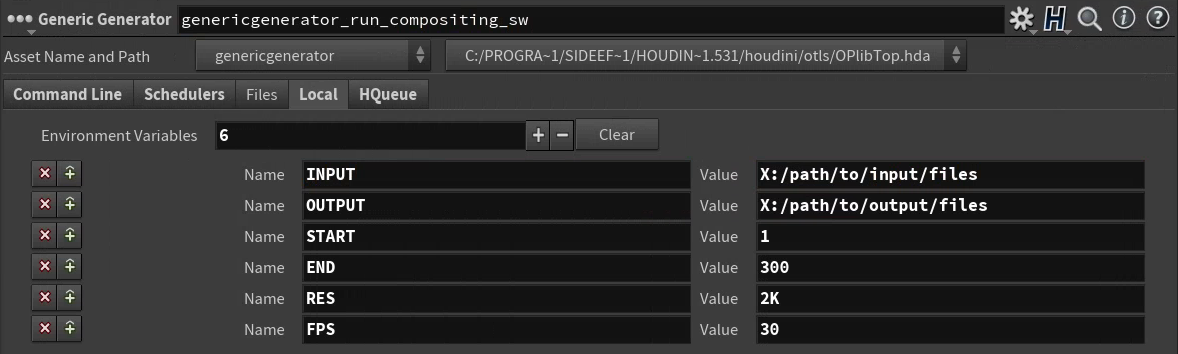 Generic Generator genericgenerator_run_compositing_sw
Asset Name and Path genericgenerator C:/PROGRA~1/SIDEEF~1/HOUDIN~1.531/houdini/otls/OPlibTop.hda
Command Line Schedulers Files Local HQueue
Environment Variables 6 + − Clear
Name INPUT Value X:/path/to/input/files
Name OUTPUT Value X:/path/to/output/files
Name START Value 1
Name END Value 300
Name RES Value 2K
Name FPS Value 30